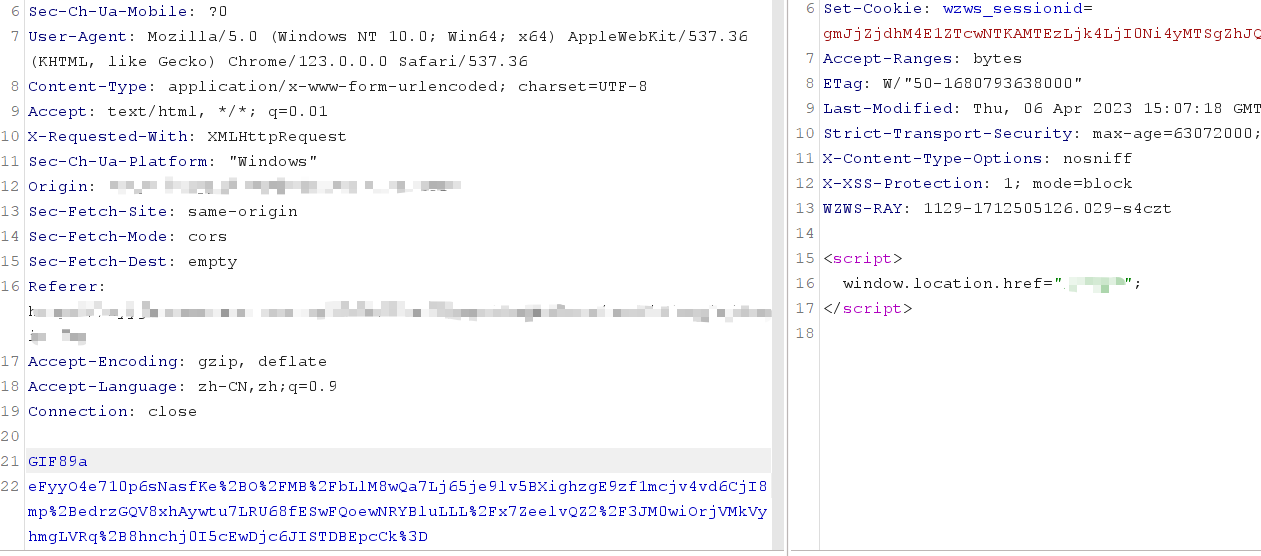 6 Sec-Ch-Ua-Mobile: ?0
7 User-Agent: Mozilla/5.0 (Windows NT 10.0; Win64; x64) AppleWebKit/537.36
(KHTML, like Gecko) Chrome/123.0.0.0 Safari/537.36
8 Content-Type: application/x-www-form-urlencoded; charset=UTF-8
9 Accept: text/html, */*; q=0.01
10 X-Requested-With: XMLHttpRequest
11 Sec-Ch-Ua-Platform: "Windows"
12 Origin:
13 Sec-Fetch-Site: same-origin
14 Sec-Fetch-Mode: cors
15 Sec-Fetch-Dest: empty
16 Referer:
17 Accept-Encoding: gzip, deflate
18 Accept-Language: zh-CN,zh;q=0.9
19 Connection: close
20
21 GIF89a
22 eFyyO4e710p6sNasfKe%2BO%2FMB%2FbLlM8wQa7Lj65je9lv5BXighzgE9zf1mcjv4vd6CjI8
mp%2BedrzGQV8xhAywtu7LRU68fESwFQoewNRYBluLLL%2Fx7ZeelvQZ2%2F3JM0wiOrjVMkVy
hmgLVRq%2B8hnchj0I5cEwDjc6JISTDBEpcCk%3D
6 Set-Cookie: wzws_sessionid=
gmJjZjdhM4E1ZTcwNTKAMTEzLjk4LjI0Ni4yMTSgZhJQ
7 Accept-Ranges: bytes
8 ETag: W/"50-1680793638000"
9 Last-Modified: Thu, 06 Apr 2023 15:07:18 GMT
10 Strict-Transport-Security: max-age=63072000;
11 X-Content-Type-Options: nosniff
12 X-XSS-Protection: 1; mode=block
13 WZWS-RAY: 1129-1712505126.029-s4czt
14
15 <script>
16 window.location.href="";
17 </script>
18